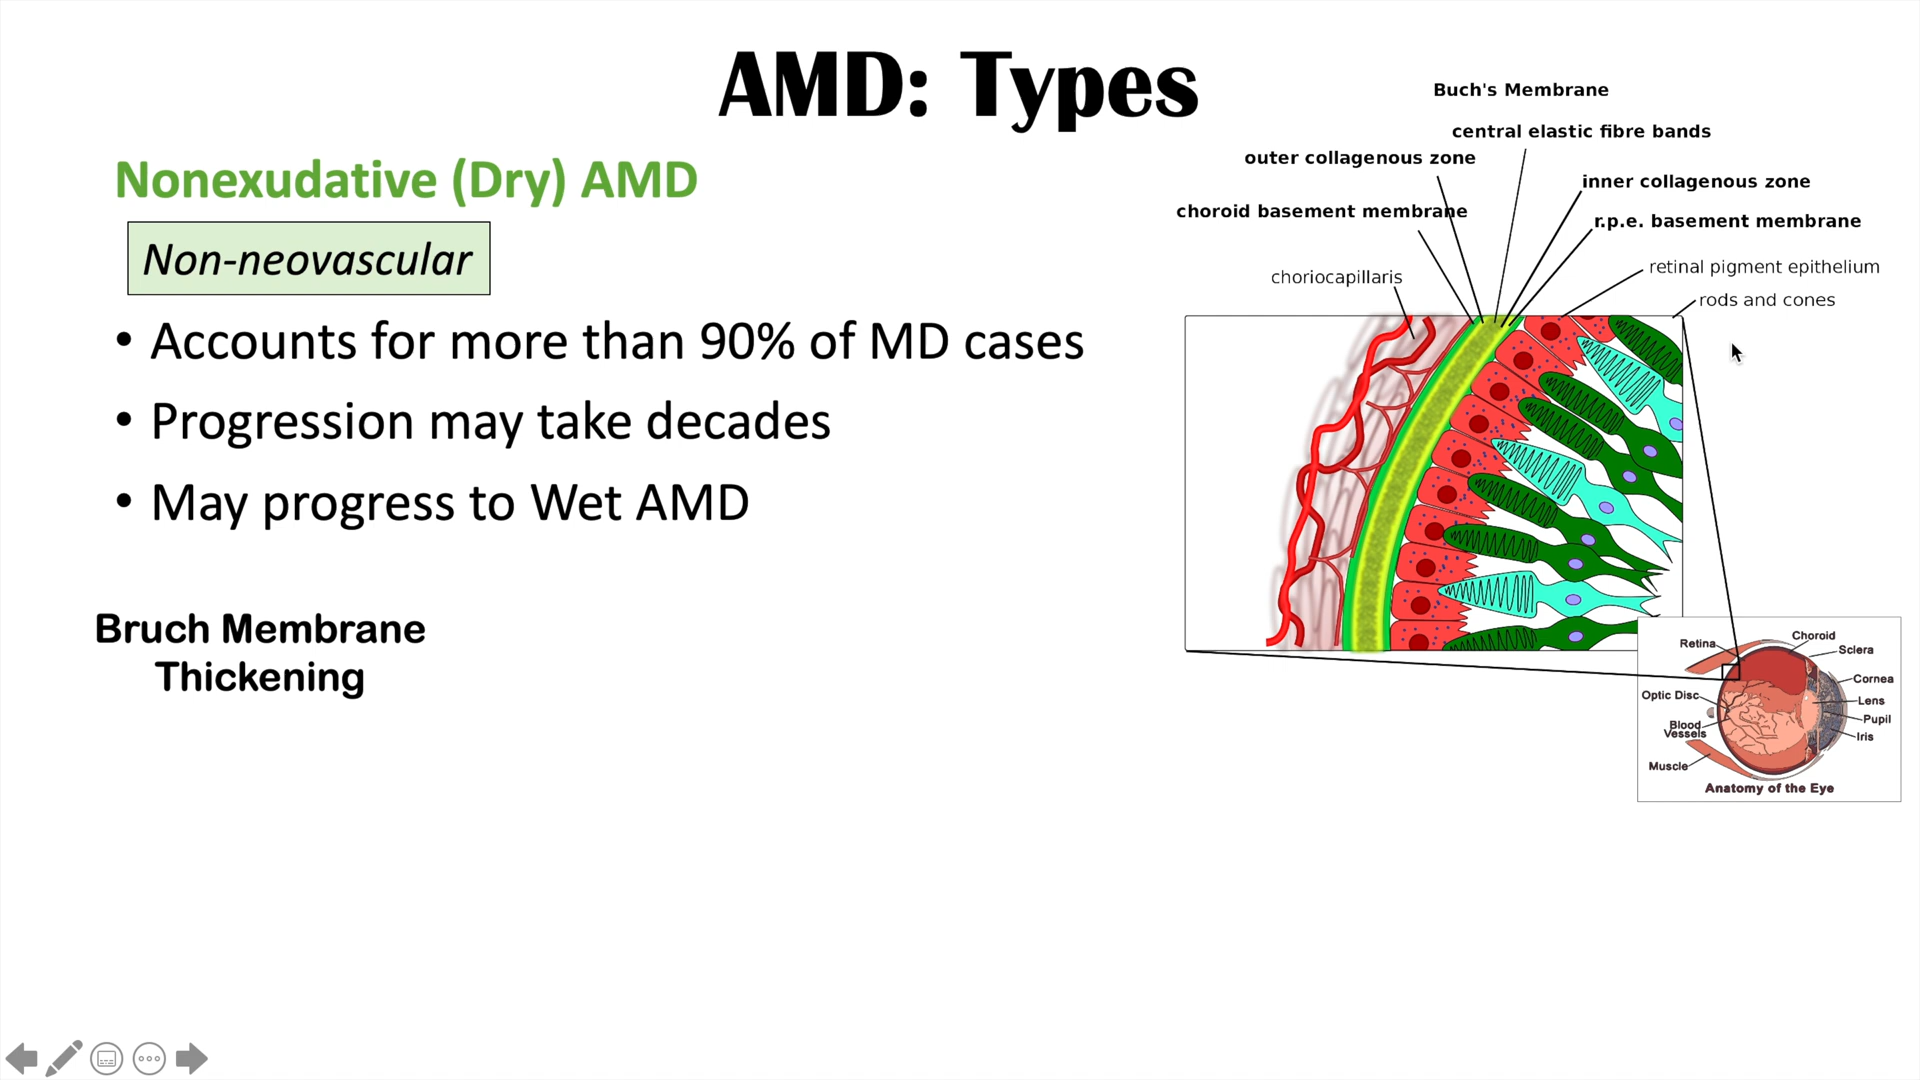 AMD: Types
Nonexudative (Dry) AMD
Non-neovascular
• Accounts for more than 90% of MD cases
• Progression may take decades
• May progress to Wet AMD
Bruch Membrane
Thickening
Buch's Membrane
central elastic fibre bands
outer collagenous zone
inner collagenous zone
choroid basement membrane
r.p.e. basement membrane
choriocapillaris
retinal pigment epithelium
rods and cones
Retina
Choroid
Sclera
Cornea
Optic Disc
Lens
Pupil
Blood
Vessels
Iris
Muscle
Anatomy of the Eye